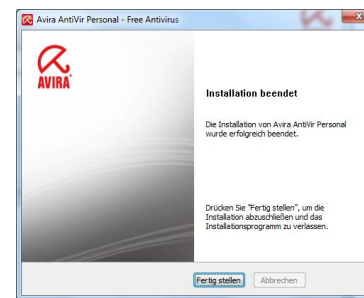 Avira AntiVir Personal - Free Antivirus
AVIRA
Installation beendet
Die Installation von Avira AntiVir Personal
wurde erfolgreich beendet.
Drücken Sie "Fertig stellen", um die
Installation abzuschließen und das
Installationsprogramm zu verlassen.
Fertig stellen
Abbrechen